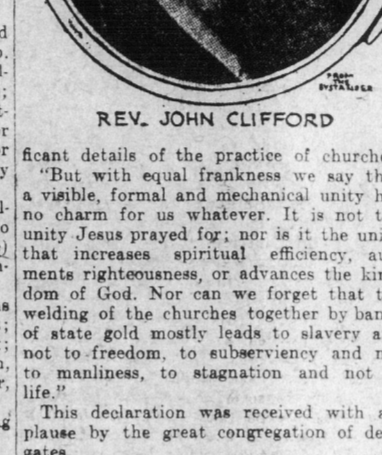 FROM
THE
BYSTANDER
REV. JOHN CLIFFORD
ficant details of the practice of churche
"But with equal frankness we say th
a visible, formal and mechanical unity h
no charm for us whatever. It is not t
unity Jesus prayed for; nor is it the uni
that increases spiritual efficiency, au
ments righteousness, or advances the kin
dom of God. Nor can we forget that t
welding of the churches together by ban
of state gold mostly leads to slavery a
not to freedom, to subserviency and n
to manliness, to stagnation and not
life."
This declaration was received with a
plause by the great congregation of de
gates